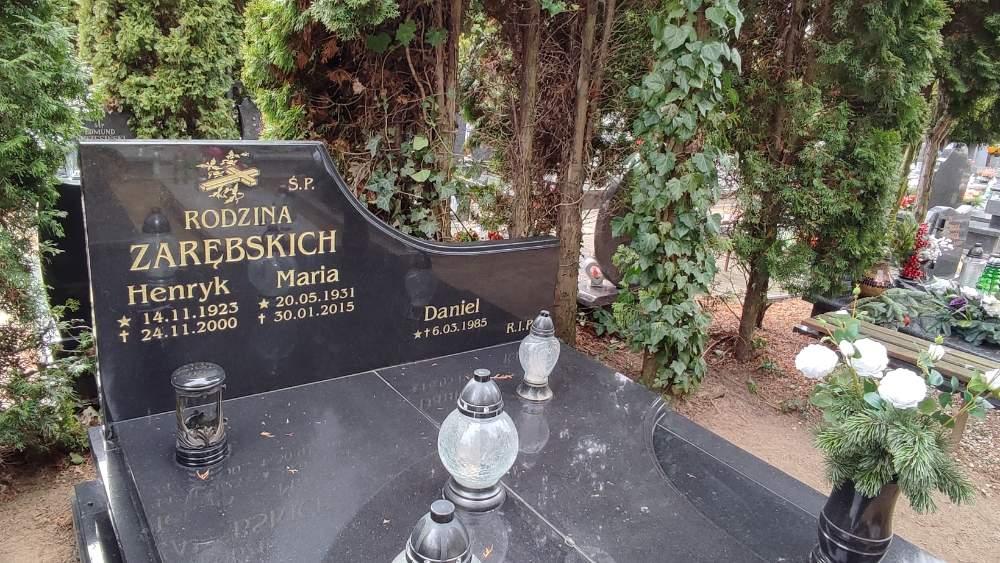 EDMUND
Ś.P.
RODZINA
ZARĘBSKICH
Henryk
★ 14.11.1923
✝ 24.11.2000
Maria
★ 20.05.1931
✝ 30.01.2015
Daniel
★✝ 6.03.1985
R.I.P.